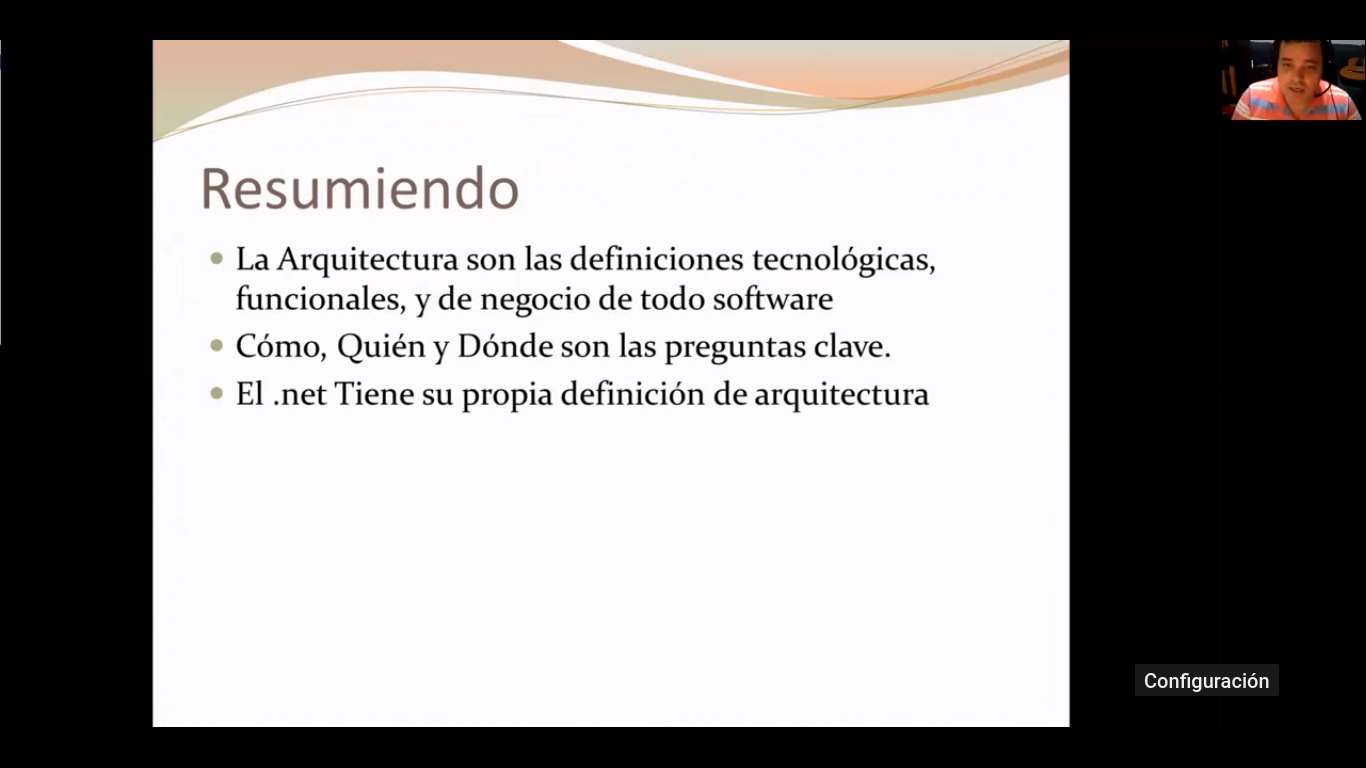 Resumiendo
La Arquitectura son las definiciones tecnológicas,
funcionales, y de negocio de todo software
Cómo, Quién y Dónde son las preguntas clave.
El .net Tiene su propia definición de arquitectura
Configuración